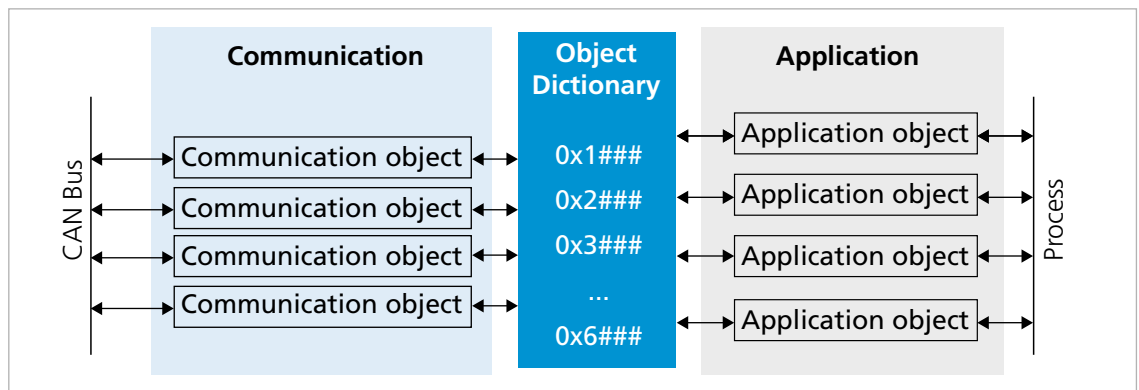 Communication
Object
Dictionary
Application
CAN Bus
Communication object
Communication object
Communication object
Communication object
0x1###
0x2###
0x3###
...
0x6###
Application object
Application object
Application object
Application object
Process